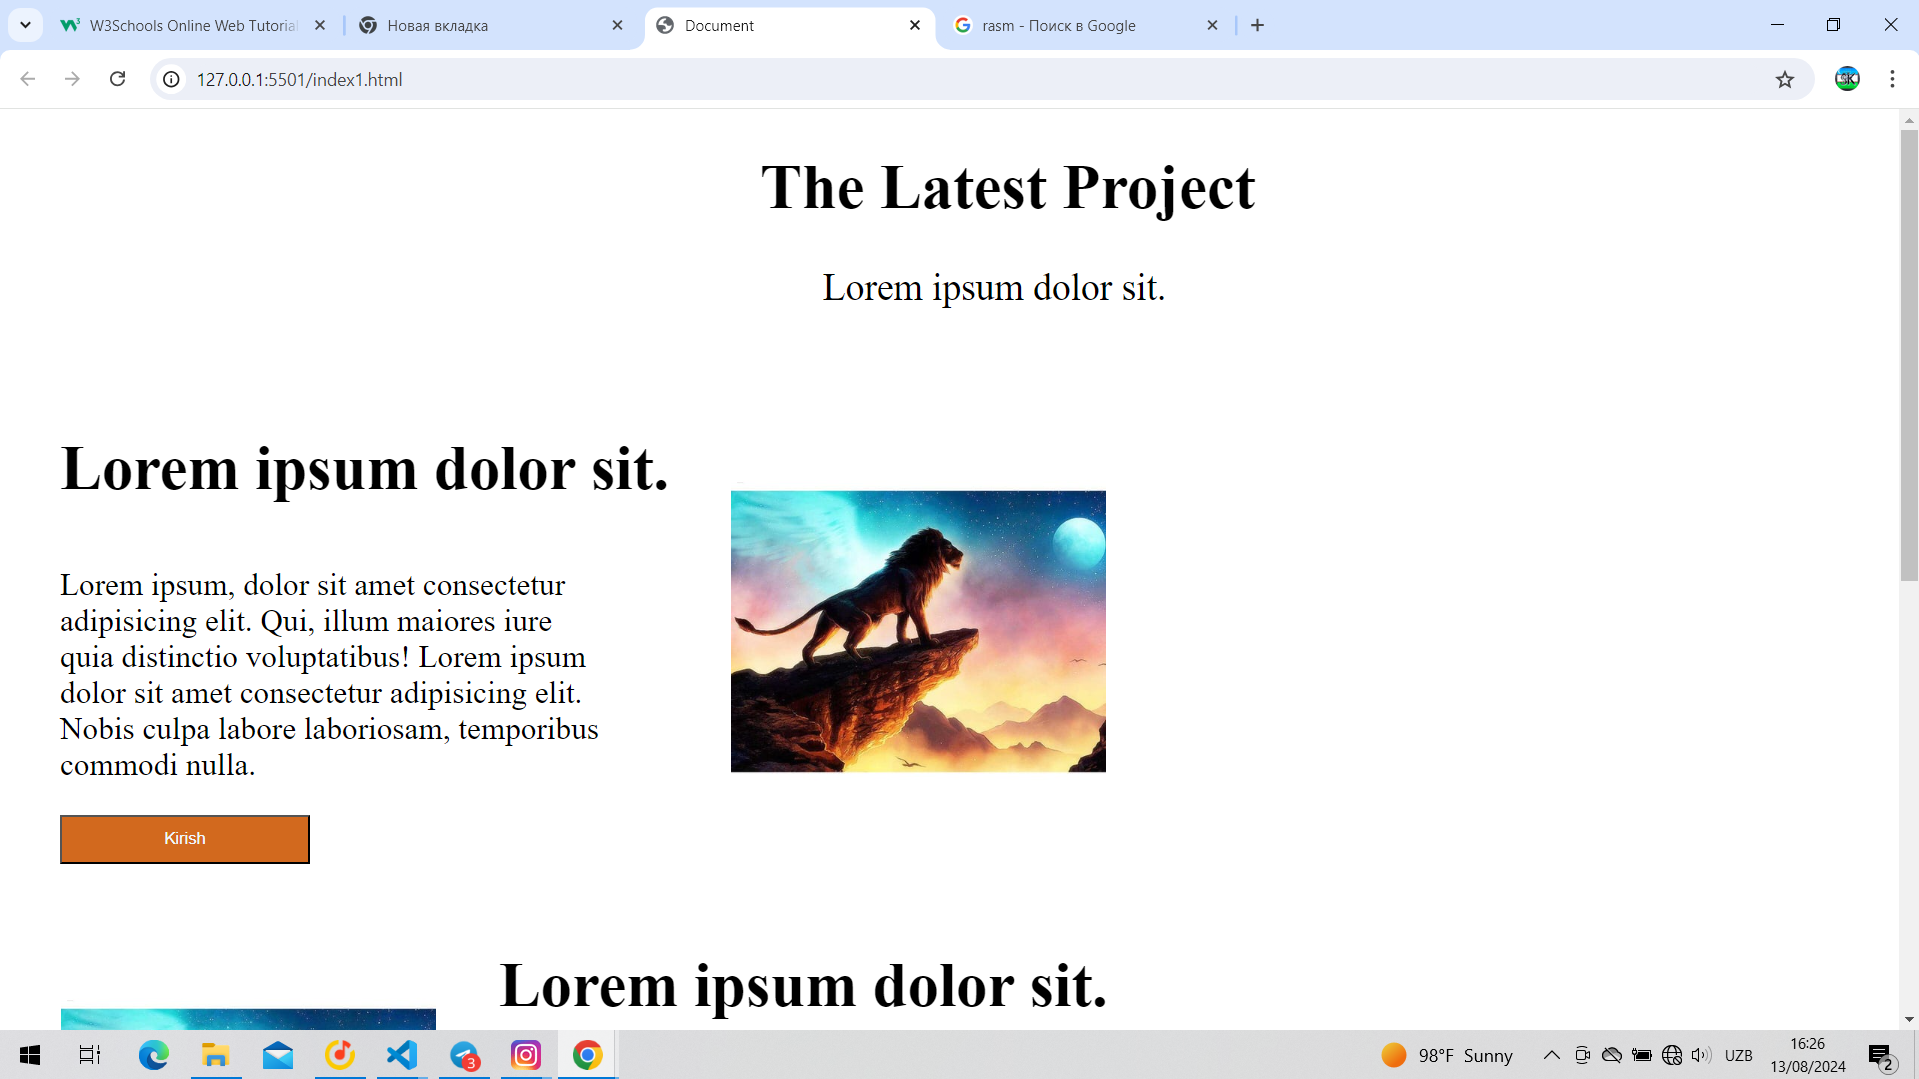 W3Schools Online Web Tutorial
Новая вкладка
Document
rasm - Поиск в Google
127.0.0.1:5501/index1.html
The Latest Project
Lorem ipsum dolor sit.
Lorem ipsum dolor sit.
Lorem ipsum, dolor sit amet consectetur
adipisicing elit. Qui, illum maiores iure
quia distinctio voluptatibus! Lorem ipsum
dolor sit amet consectetur adipisicing elit.
Nobis culpa labore laboriosam, temporibus
commodi nulla.
Kirish
Lorem ipsum dolor sit.
3
98°F Sunny
UZB
16:26
13/08/2024
2